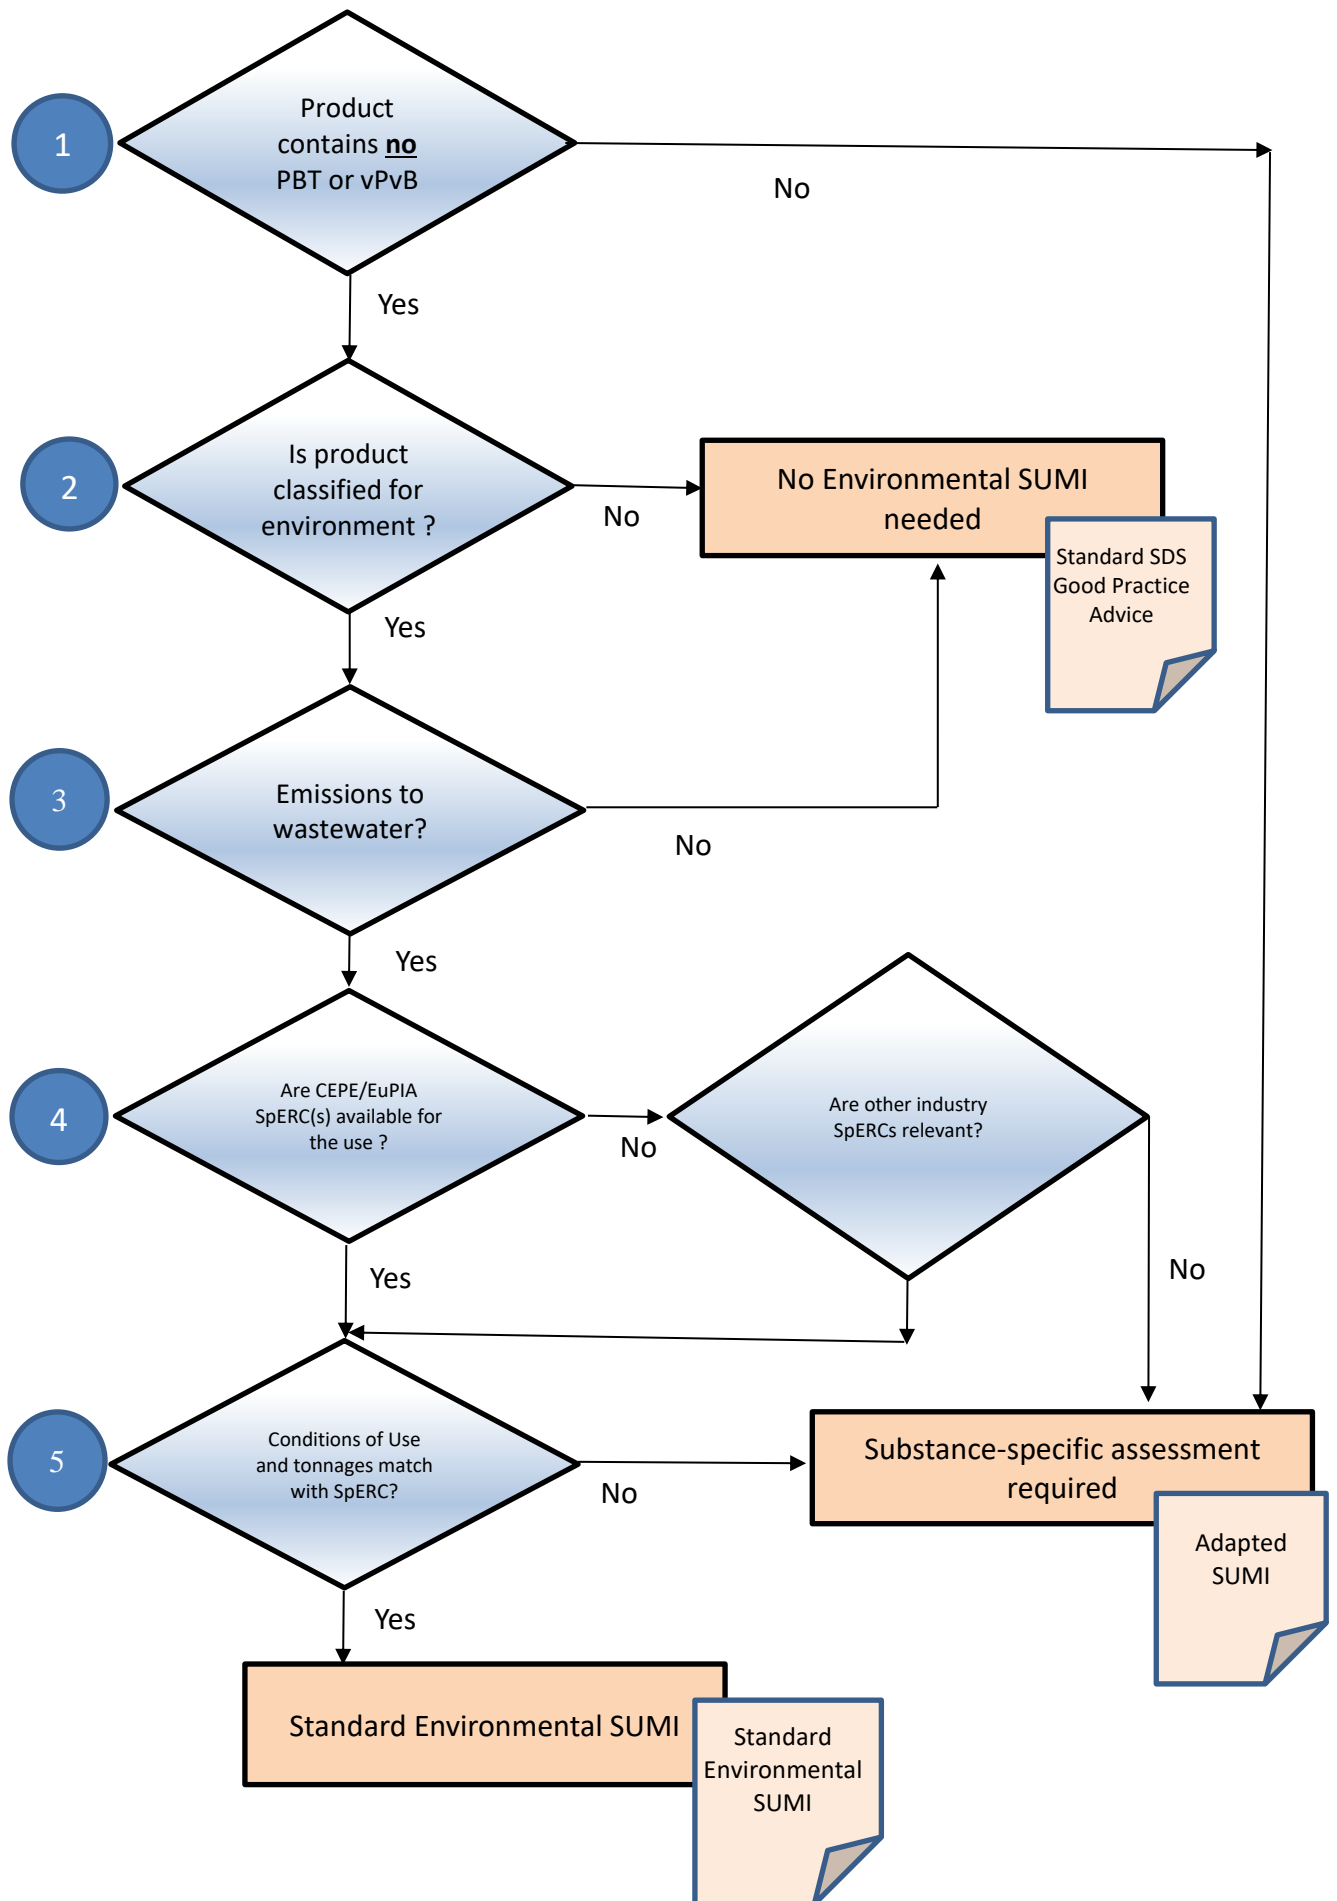 1
Product
contains no
PBT or vPvB
No
Yes
2
Is product
classified for
environment ?
No
No Environmental SUMI
needed
Standard SDS
Good Practice
Advice
Yes
3
Emissions to
wastewater?
No
Yes
4
Are CEPE/EuPIA
SpERC(s) available for
the use ?
No
Are other industry
SpERCs relevant?
Yes
No
5
Conditions of Use
and tonnages match
with SpERC?
No
Substance-specific assessment
required
Adapted
SUMI
Yes
Standard Environmental SUMI
Standard
Environmental
SUMI